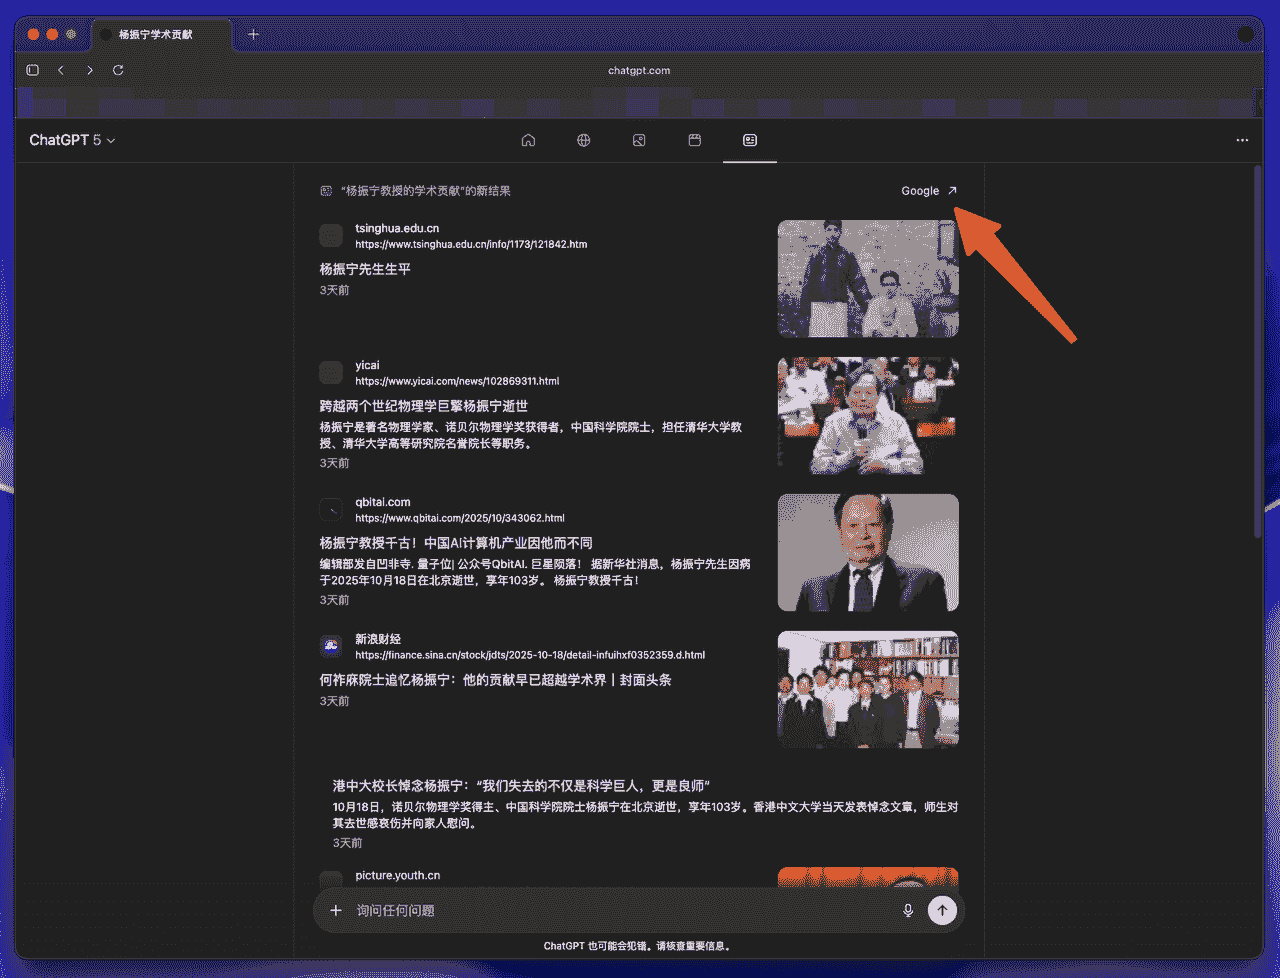 杨振宁学术贡献
chatgpt.com
ChatGPT 5
“杨振宁教授的学术贡献”的新结果
Google
tsinghua.edu.cn
https://www.tsinghua.edu.cn/info/1173/121842.htm
杨振宁先生生平
3天前
yicai
https://www.yicai.com/news/102869311.html
跨越两个世纪物理学巨擘杨振宁逝世
杨振宁是著名物理学家、诺贝尔物理学奖获得者，中国科学院院士，担任清华大学教
授、清华大学高等研究院名誉院长等职务。
3天前
qbitai.com
https://www.qbitai.com/2025/10/343062.html
杨振宁教授千古！中国AI计算机产业因他而不同
编辑部发自凹非寺. 量子位| 公众号QbitAI. 巨星陨落！ 据新华社消息，杨振宁先生因病
于2025年10月18日在北京逝世，享年103岁。 杨振宁教授千古！
3天前
新浪财经
https://finance.sina.cn/stock/jdts/2025-10-18/detail-infuihxf0352359.d.html
何祚庥院士追忆杨振宁：他的贡献早已超越学术界｜封面头条
3天前
港中大校长悼念杨振宁：“我们失去的不仅是科学巨人，更是良师”
10月18日，诺贝尔物理学奖得主、中国科学院院士杨振宁在北京逝世，享年103岁。香港中文大学当天发表悼念文章，师生对
其去世感哀伤并向家人慰问。
3天前
picture.youth.cn
询问任何问题
ChatGPT 也可能会犯错。请核查重要信息。